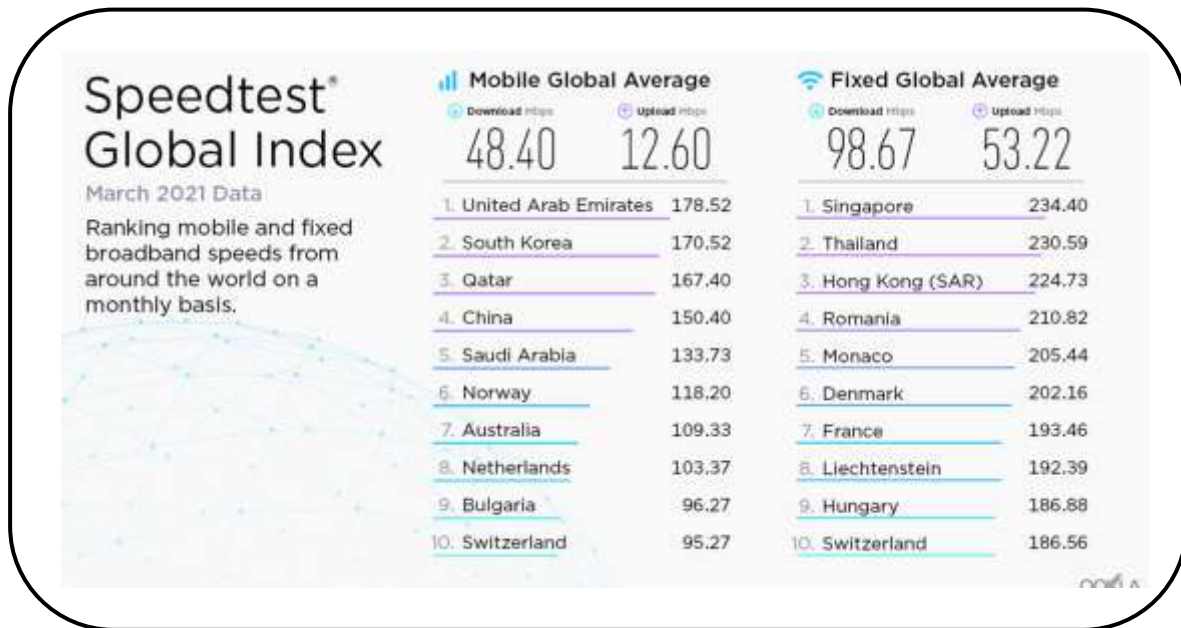 Speedtest®
Global Index
March 2021 Data
Ranking mobile and fixed
broadband speeds from
around the world on a
monthly basis.
Mobile Global Average
Download Mbps Upload Mbps
48.40 12.60
1. United Arab Emirates 178.52
2. South Korea 170.52
3. Qatar 167.40
4. China 150.40
5. Saudi Arabia 133.73
6. Norway 118.20
7. Australia 109.33
8. Netherlands 103.37
9. Bulgaria 96.27
10. Switzerland 95.27
Fixed Global Average
Download Mbps Upload Mbps
98.67 53.22
1. Singapore 234.40
2. Thailand 230.59
3. Hong Kong (SAR) 224.73
4. Romania 210.82
5. Monaco 205.44
6. Denmark 202.16
7. France 193.46
8. Liechtenstein 192.39
9. Hungary 186.88
10. Switzerland 186.56